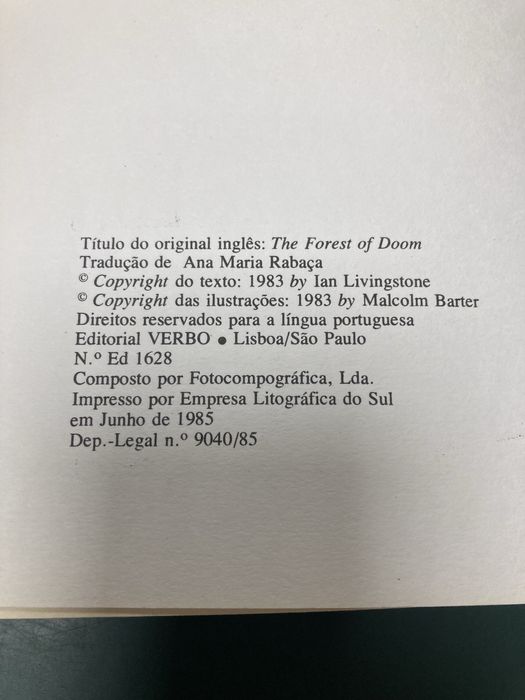 Título do original inglês: The Forest of Doom
Tradução de Ana Maria Rabaça
© Copyright do texto: 1983 by Ian Livingstone
© Copyright das ilustrações: 1983 by Malcolm Barter
Direitos reservados para a língua portuguesa
Editorial VERBO ● Lisboa/São Paulo
N.º Ed 1628
Composto por Fotocompográfica, Lda.
Impresso por Empresa Litográfica do Sul
em Junho de 1985
Dep.-Legal n.º 9040/85